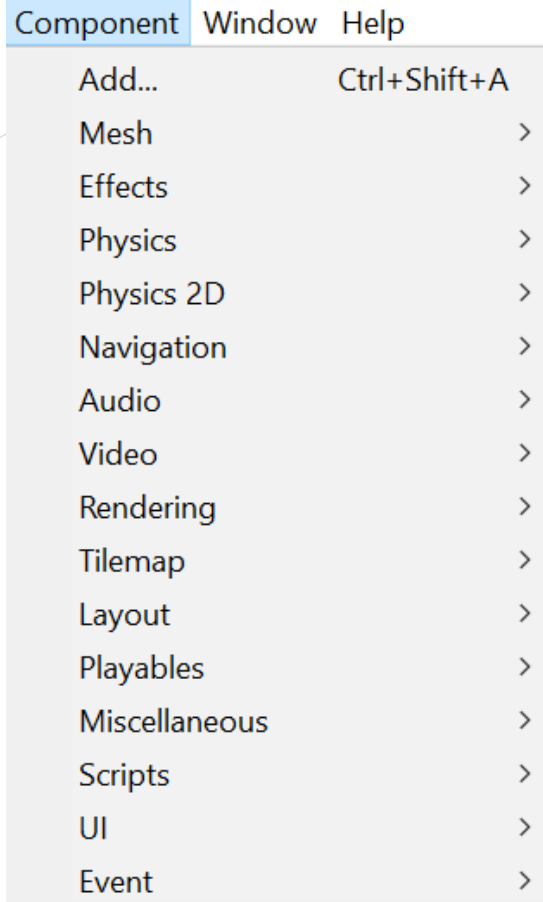 Component Window Help
Add... Ctrl+Shift+A
Mesh
Effects
Physics
Physics 2D
Navigation
Audio
Video
Rendering
Tilemap
Layout
Playables
Miscellaneous
Scripts
UI
Event